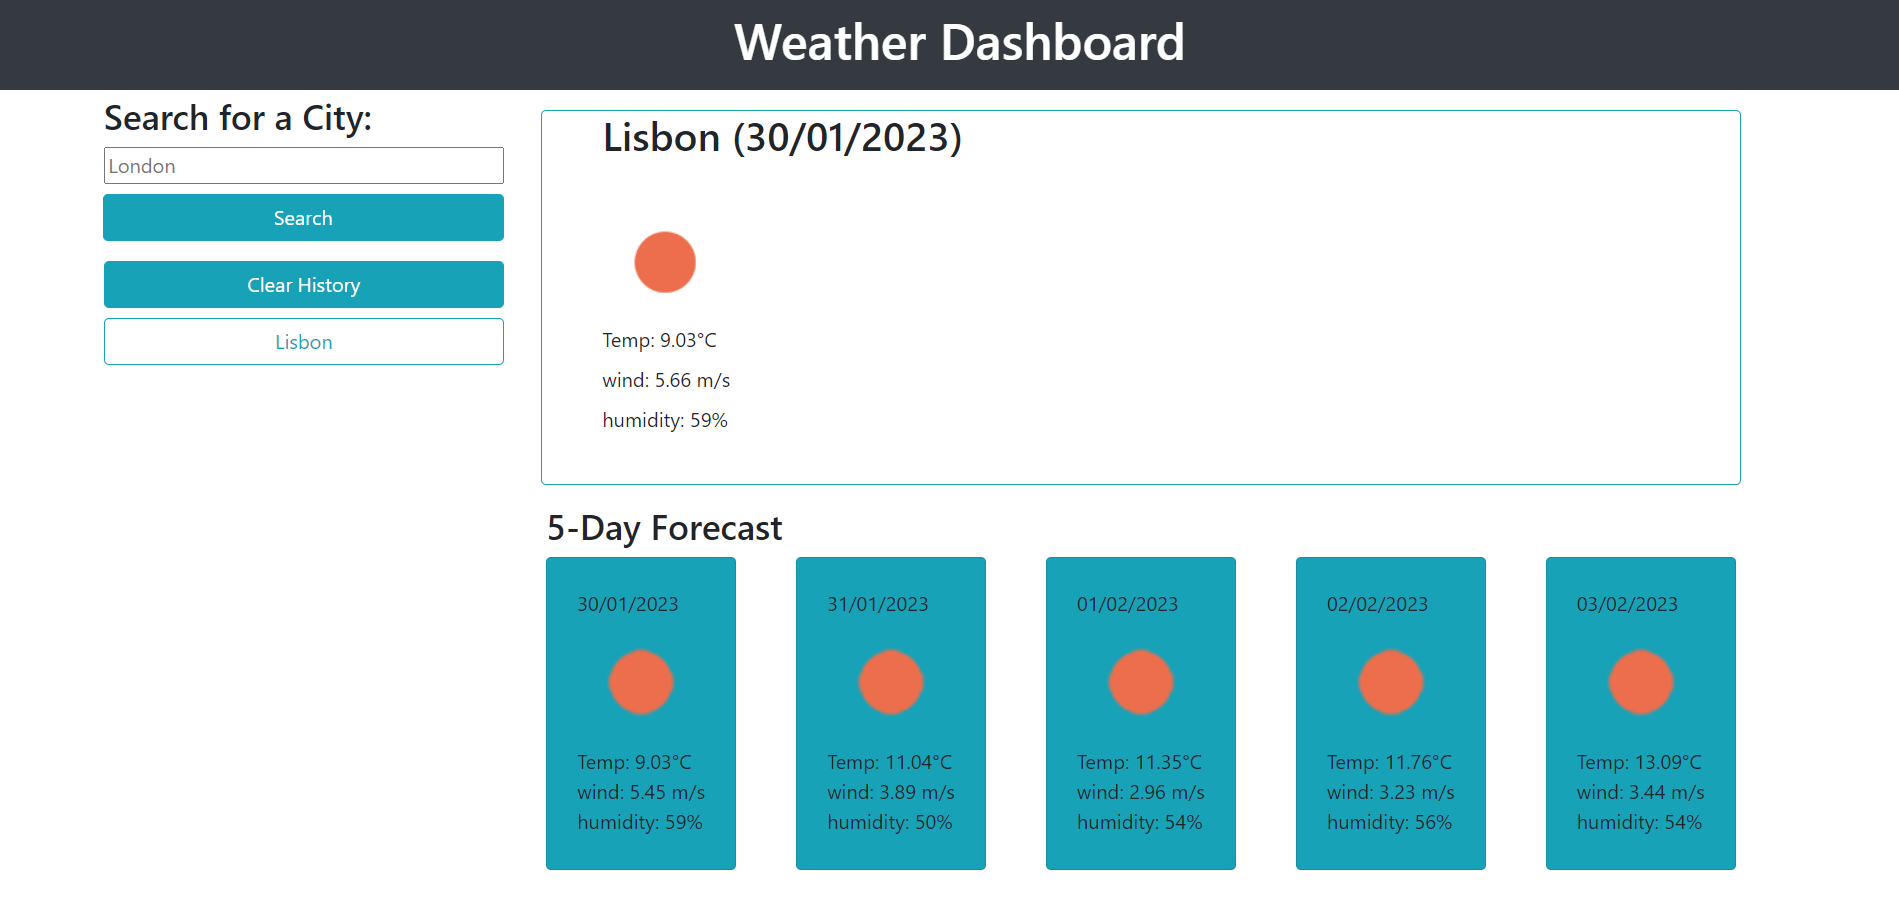 Weather Dashboard
Search for a City:
London
Search
Clear History
Lisbon
Lisbon (30/01/2023)
Temp: 9.03°C
wind: 5.66 m/s
humidity: 59%
5-Day Forecast
30/01/2023
Temp: 9.03°C
wind: 5.45 m/s
humidity: 59%
31/01/2023
Temp: 11.04°C
wind: 3.89 m/s
humidity: 50%
01/02/2023
Temp: 11.35°C
wind: 2.96 m/s
humidity: 54%
02/02/2023
Temp: 11.76°C
wind: 3.23 m/s
humidity: 56%
03/02/2023
Temp: 13.09°C
wind: 3.44 m/s
humidity: 54%